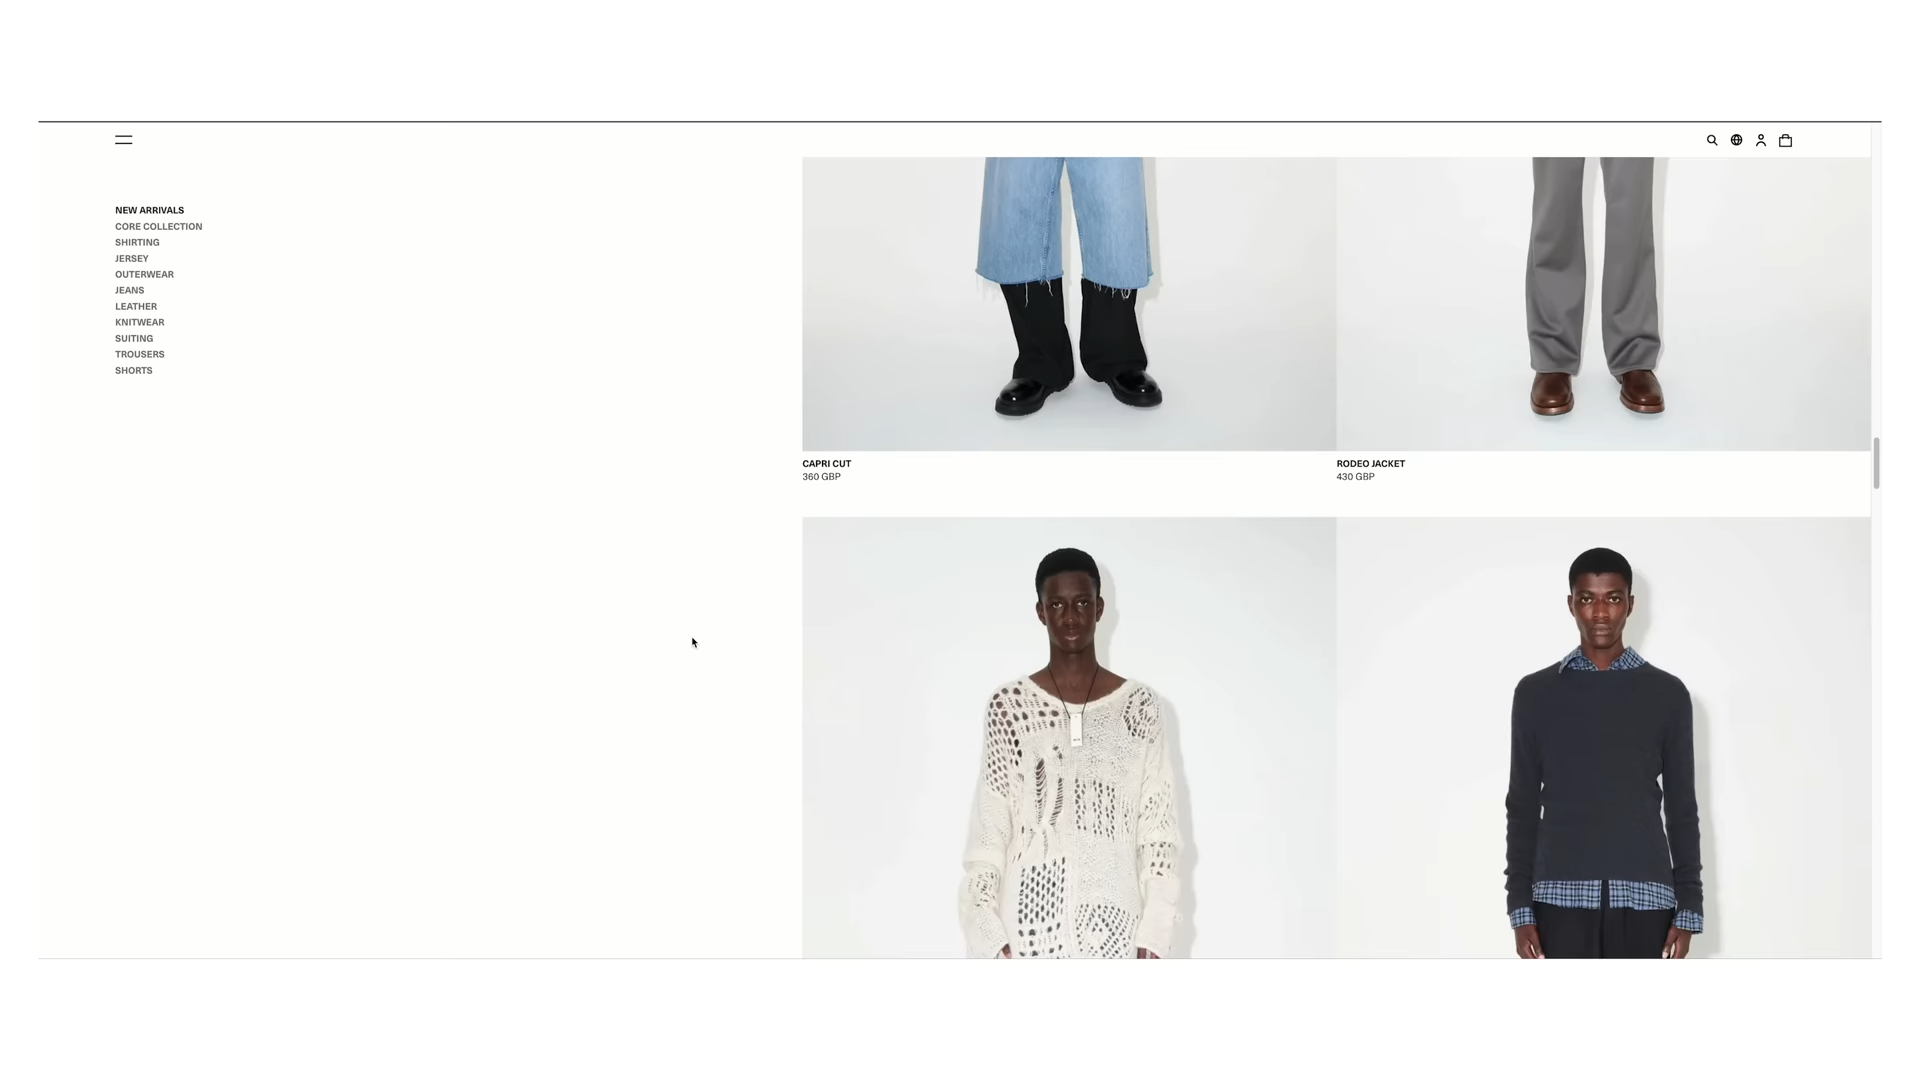 NEW ARRIVALS
CORE COLLECTION
SHIRTING
JERSEY
OUTERWEAR
JEANS
LEATHER
KNITWEAR
SUITING
TROUSERS
SHORTS
CAPRI CUT
360 GBP
RODEO JACKET
430 GBP